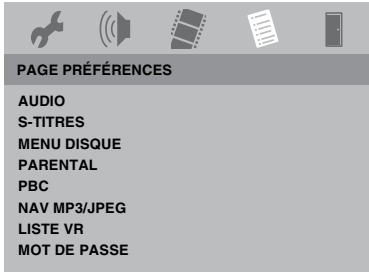 PAGE PRÉFÉRENCES
AUDIO
S-TITRES
MENU DISQUE
PARENTAL
PBC
NAV MP3/JPEG
LISTE VR
MOT DE PASSE